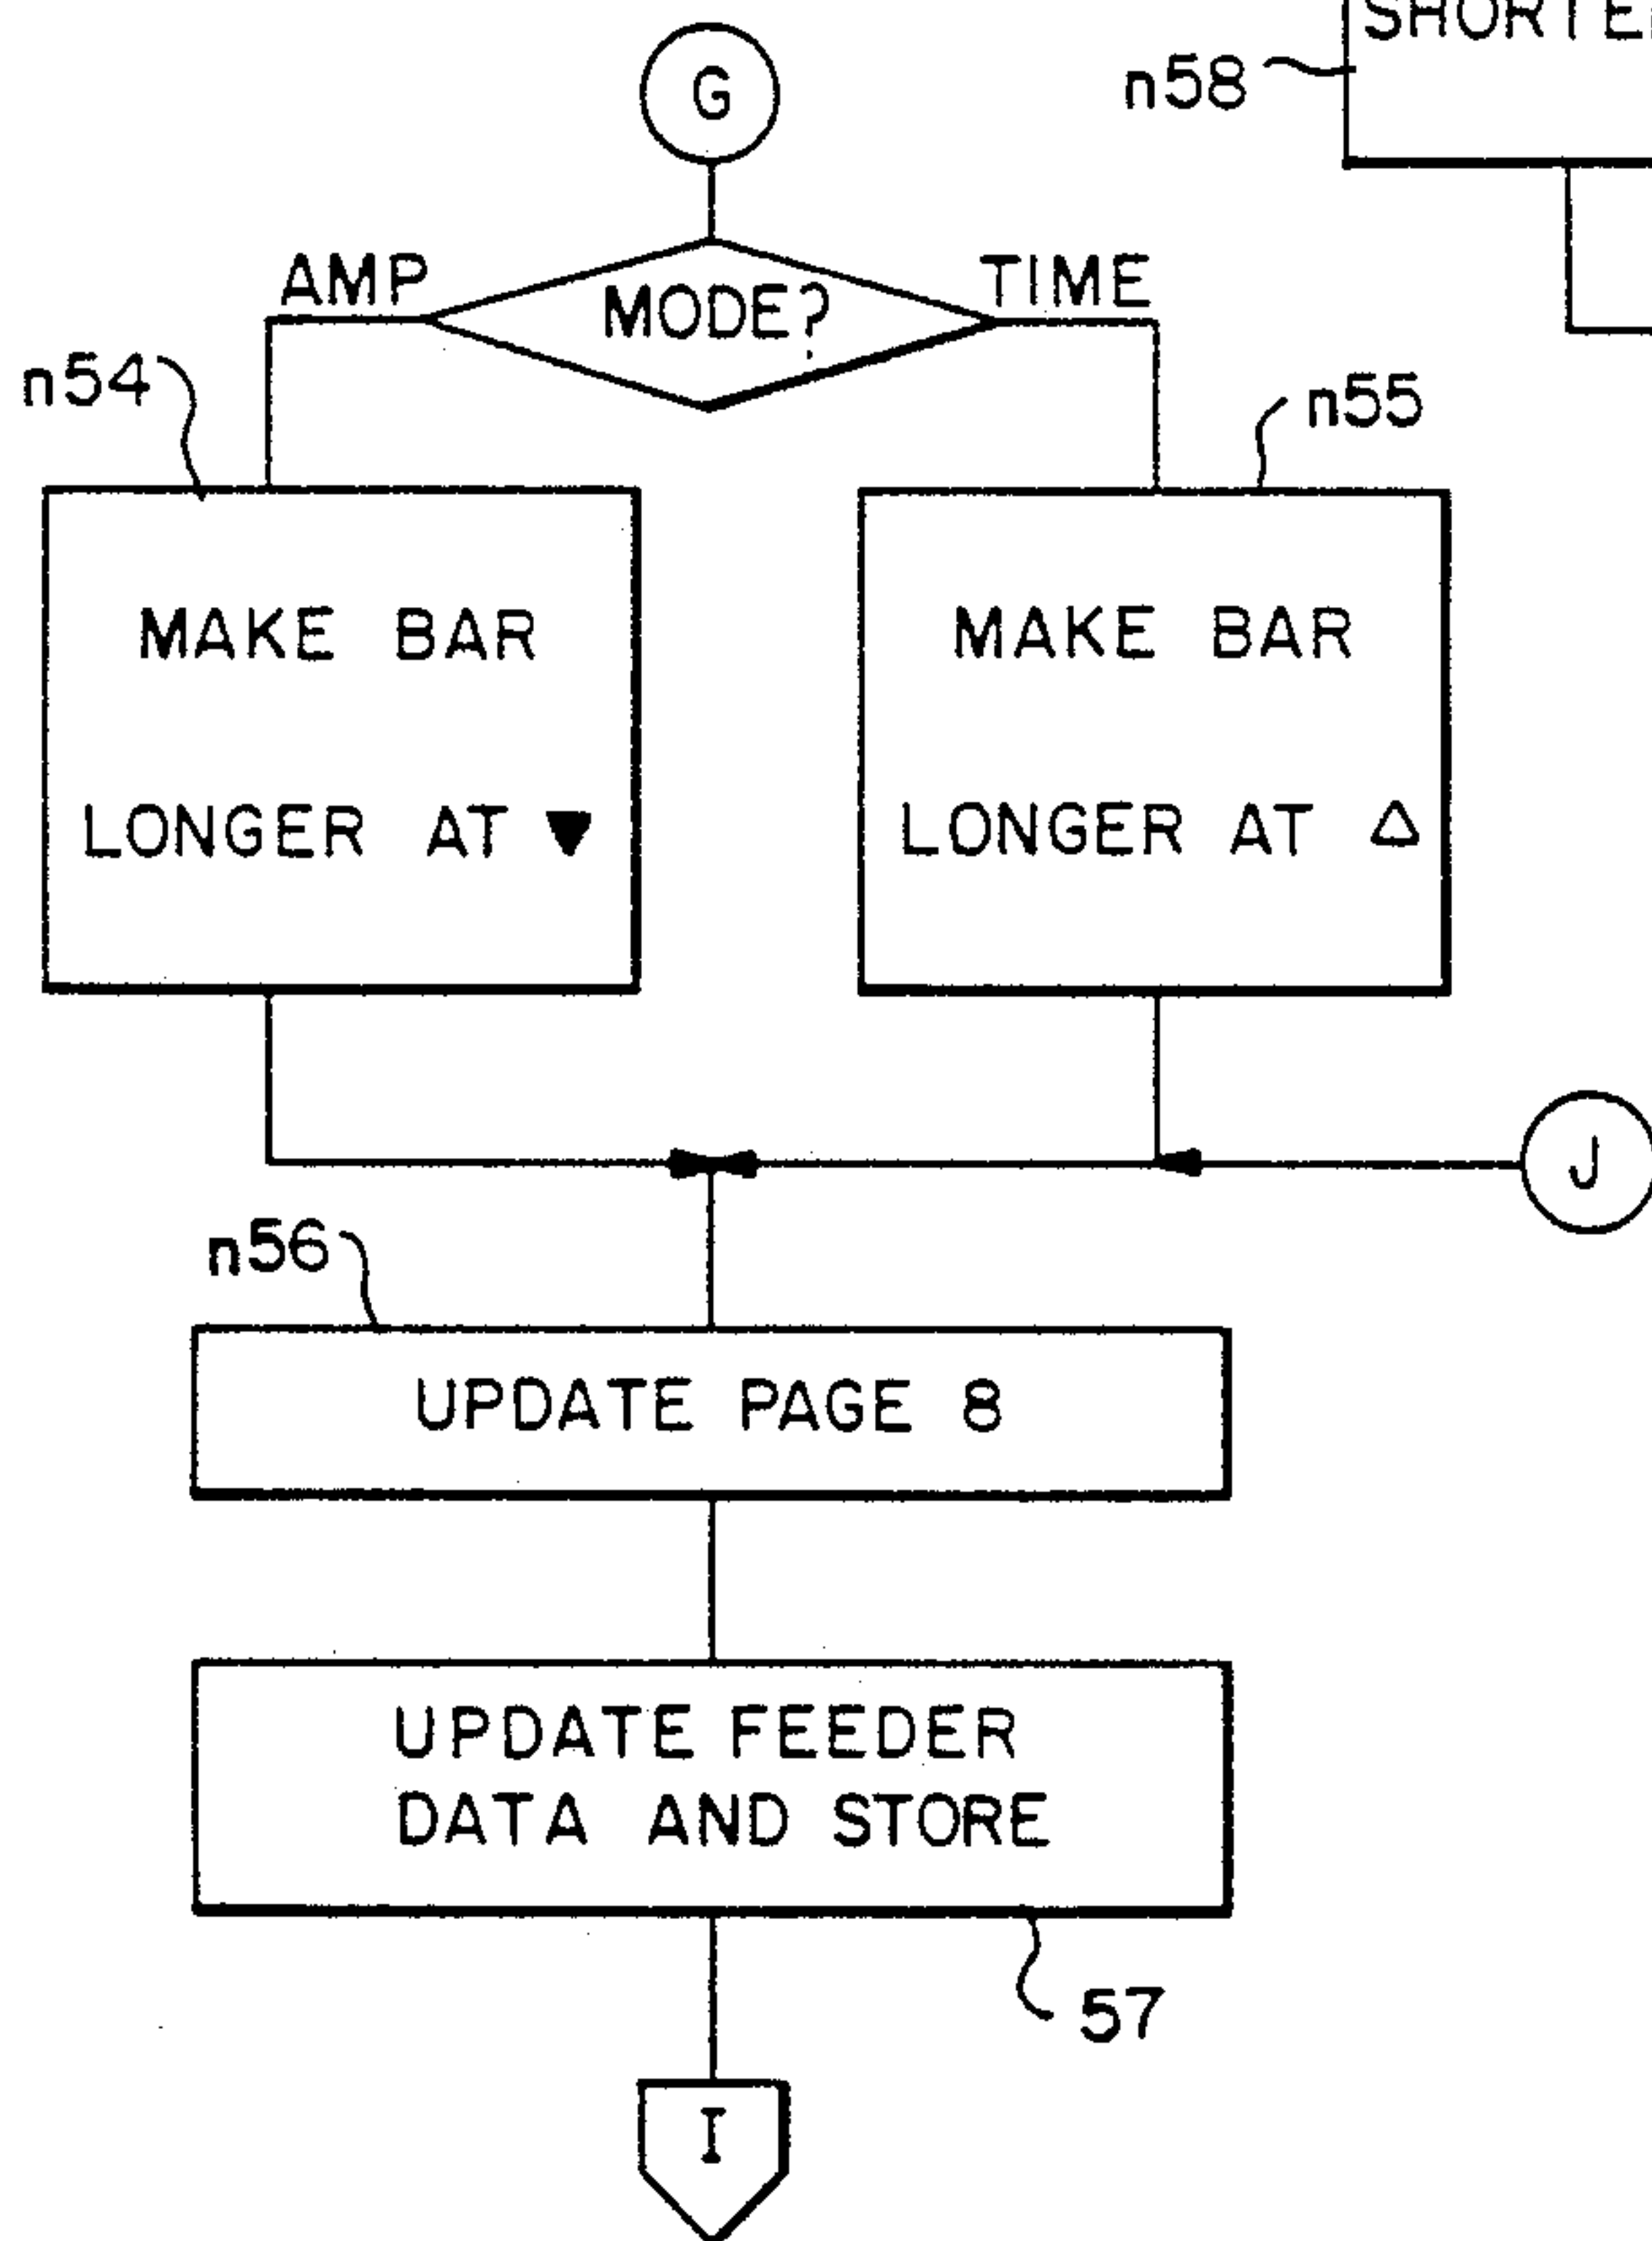 G
SHORTE
n58
AMP
MODE?
TIME
n54
n55
MAKE BAR
LONGER AT ▼
MAKE BAR
LONGER AT △
J
n56
UPDATE PAGE 8
UPDATE FEEDER
DATA AND STORE
57
I